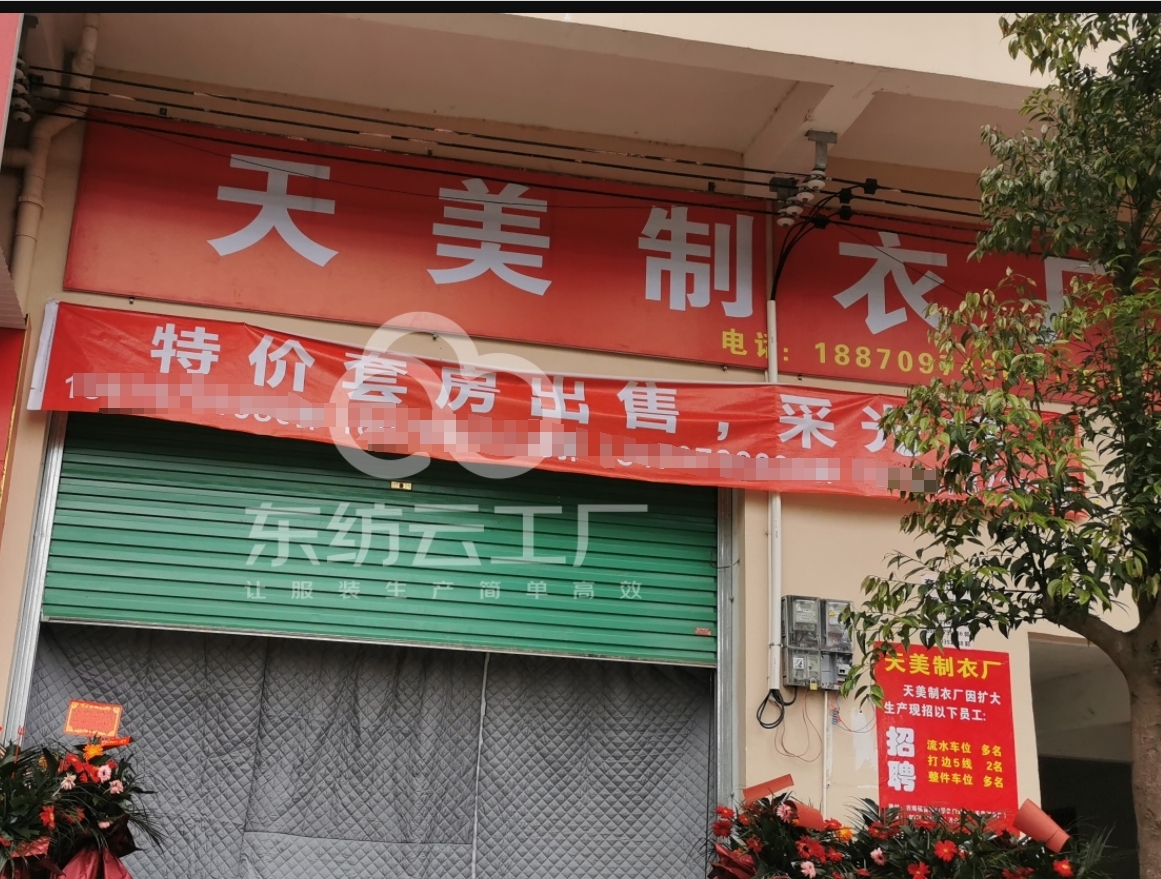 天美制衣厂
电话: 188709
特价套房出售,采光
东纺云工厂
让服装生产简单高效
天美制衣厂
天美制衣厂因扩大
生产现招以下员工:
招聘
流水车位 多名
打边5线 2名
整件车位 多名